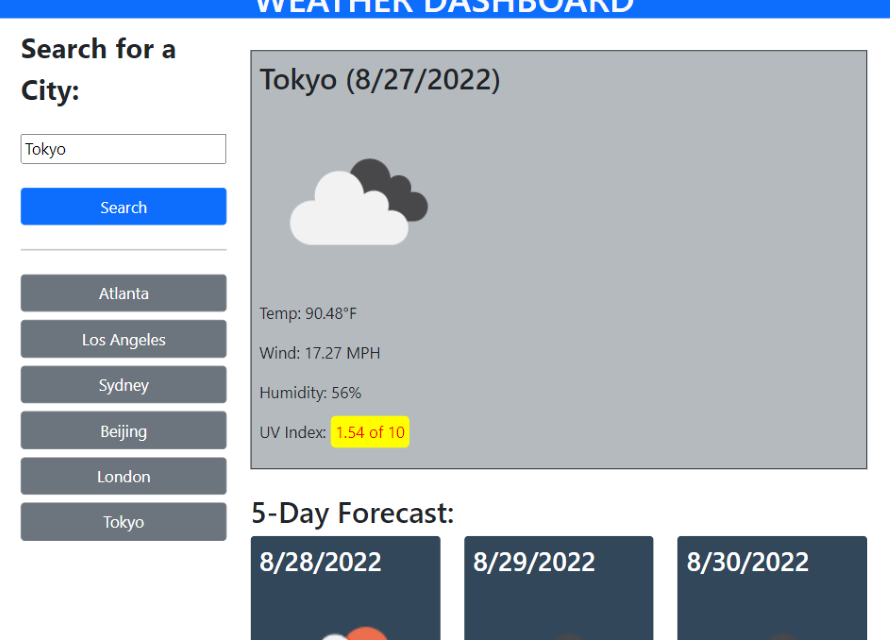 WEATHER DASHBOARD
Search for a
City:
Tokyo
Search
Atlanta
Los Angeles
Sydney
Beijing
London
Tokyo
Tokyo (8/27/2022)
Temp: 90.48°F
Wind: 17.27 MPH
Humidity: 56%
UV Index: 1.54 of 10
5-Day Forecast:
8/28/2022
8/29/2022
8/30/2022